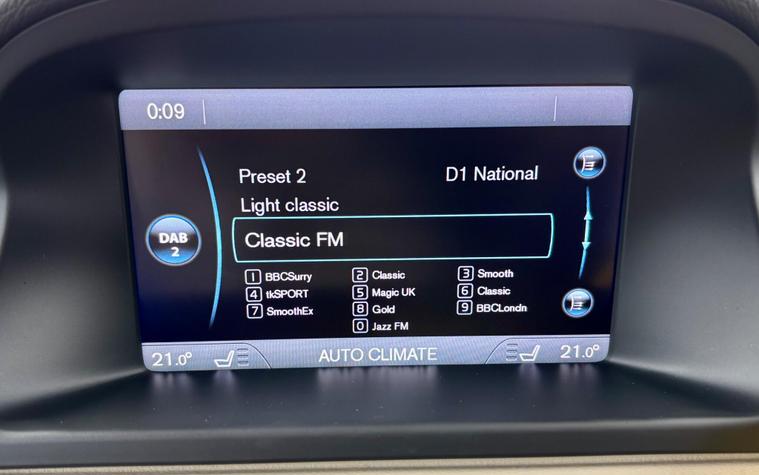 0:09
Preset 2 D1 National
Light classic
DAB
2
Classic FM
1 BBCSurry 2 Classic 3 Smooth
4 tkSPORT 5 Magic UK 6 Classic
7 SmoothEx 8 Gold 9 BBCLondn
0 Jazz FM
21.0° AUTO CLIMATE 21.0°